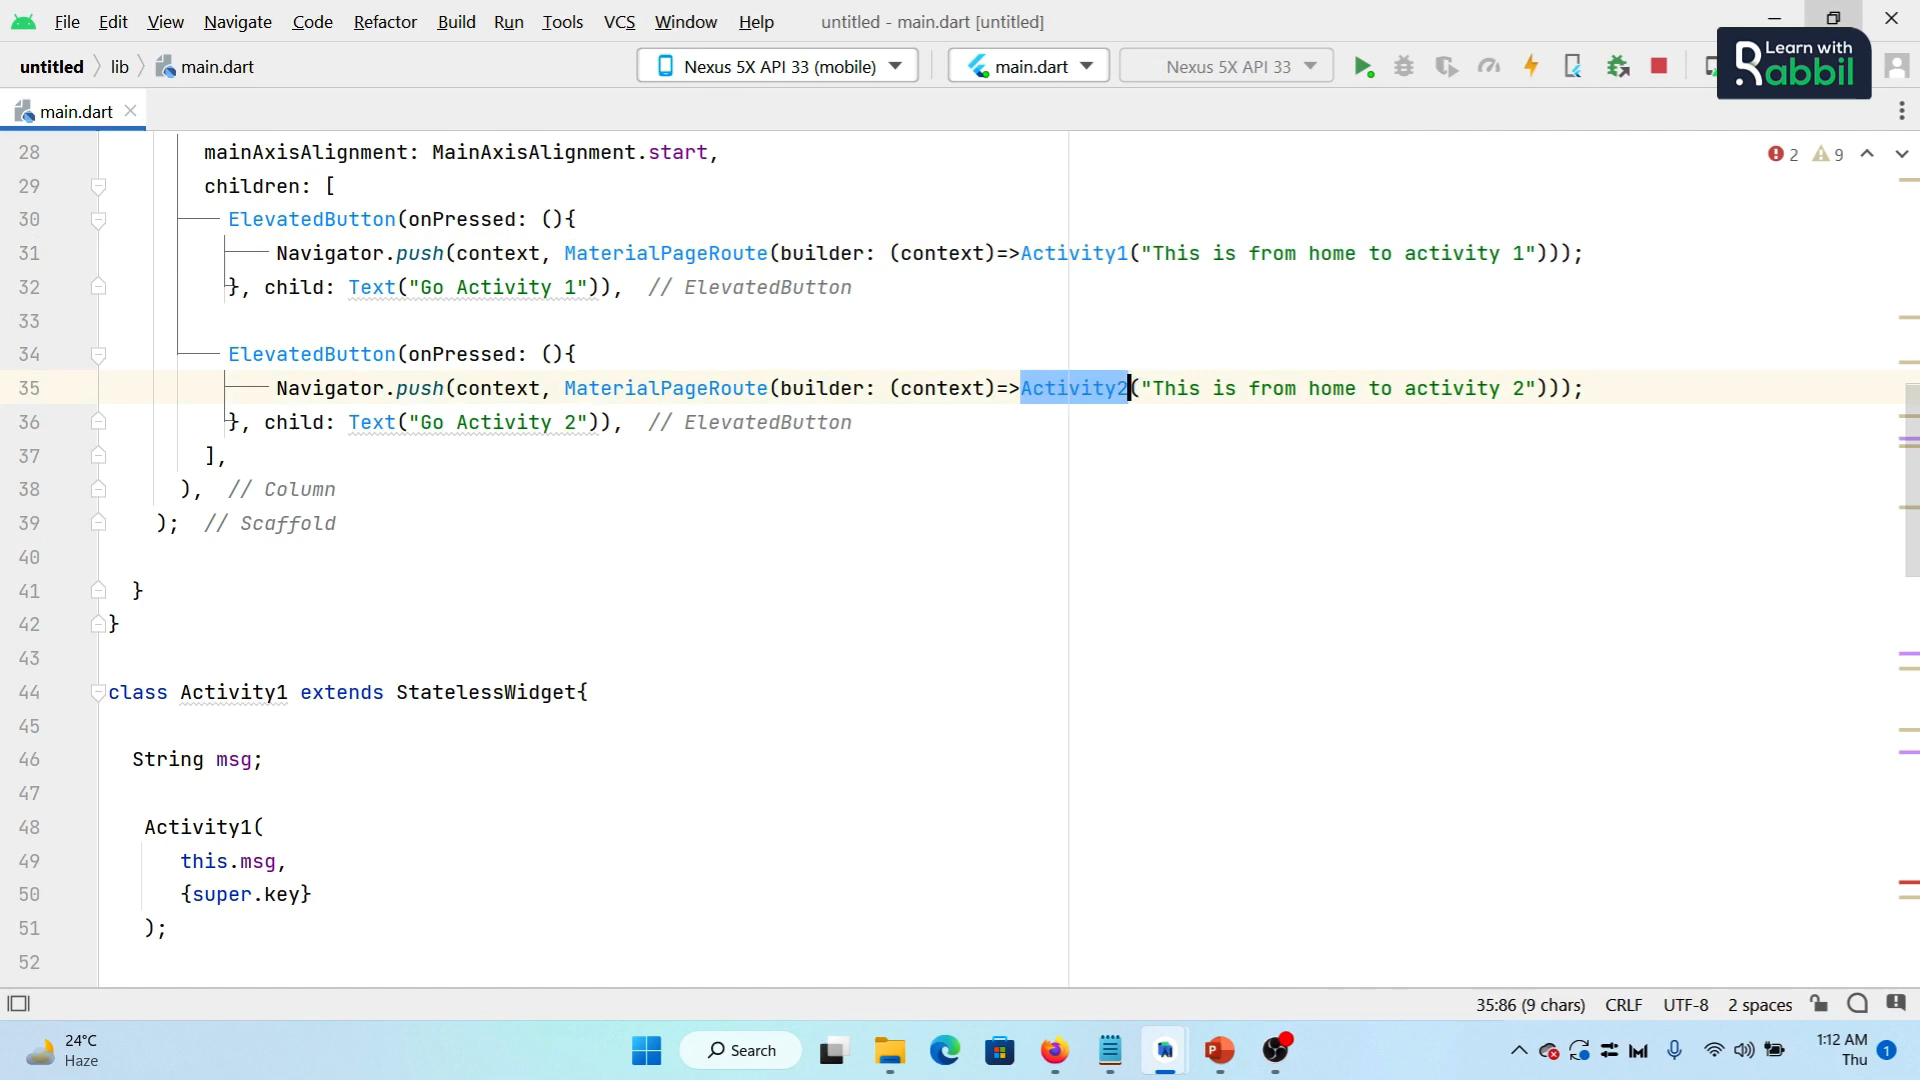 File Edit View Navigate Code Refactor Build Run Tools VCS Window Help untitled - main.dart [untitled]
untitled lib main.dart Nexus 5X API 33 (mobile) main.dart Nexus 5X API 33
Learn with
Rabbil
main.dart
28 mainAxisAlignment: MainAxisAlignment.start,
2 9
29 children: [
30 ElevatedButton(onPressed: (){
31 Navigator.push(context, MaterialPageRoute(builder: (context)=>Activity1("This is from home to activity 1")));
32 }, child: Text("Go Activity 1")), // ElevatedButton
33
34 ElevatedButton(onPressed: (){
35 Navigator.push(context, MaterialPageRoute(builder: (context)=>Activity2("This is from home to activity 2")));
36 }, child: Text("Go Activity 2")), // ElevatedButton
37 ],
38 ), // Column
39 ); // Scaffold
40
41 }
42 }
43
44 class Activity1 extends StatelessWidget{
45
46 String msg;
47
48 Activity1(
49 this.msg,
50 {super.key}
51 );
52
35:86 (9 chars) CRLF UTF-8 2 spaces
24°C
Haze
Search
1:12 AM
Thu
1